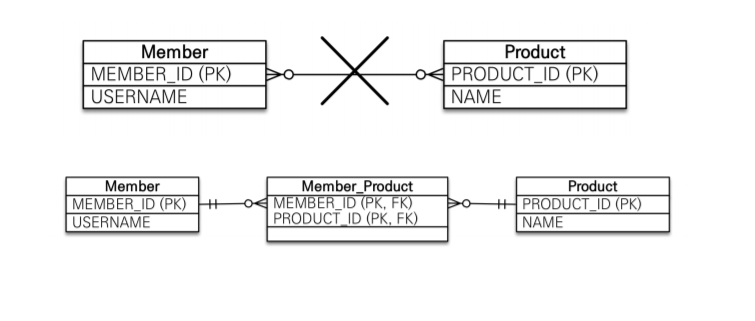 Member
MEMBER_ID (PK)
USERNAME
Product
PRODUCT_ID (PK)
NAME
Member
MEMBER_ID (PK)
USERNAME
Member_Product
MEMBER_ID (PK, FK)
PRODUCT_ID (PK, FK)
Product
PRODUCT_ID (PK)
NAME